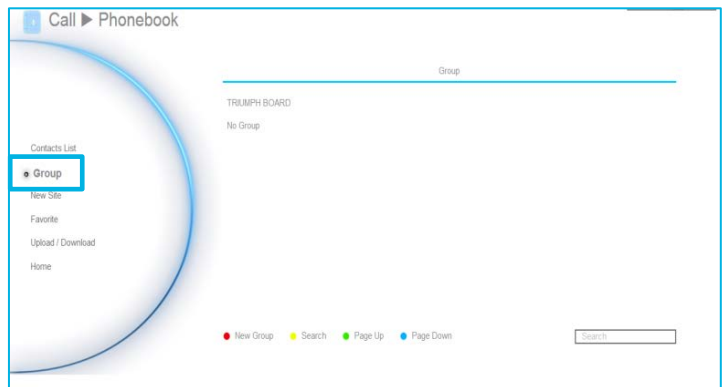 Call ▶ Phonebook
Group
TRIUMPH BOARD
No Group
Contacts List
Group
New Site
Favorite
Upload / Download
Home
New Group Search Page Up Page Down Search